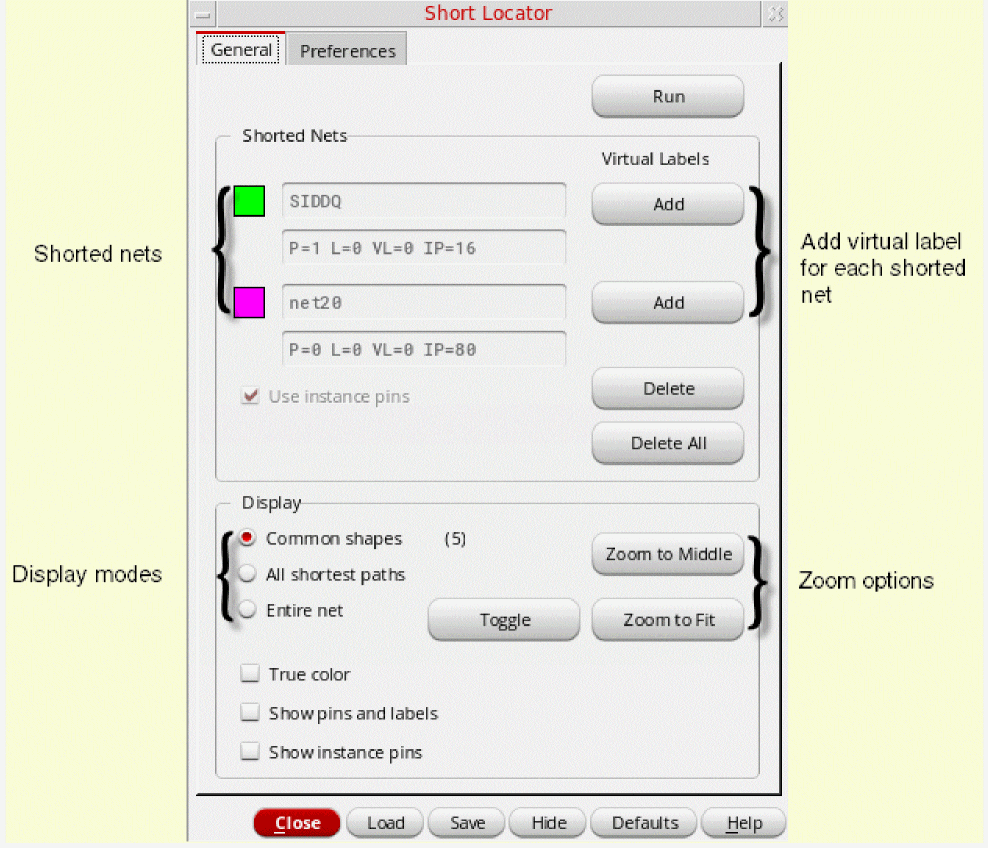 Short Locator
General
Preferences
Run
Shorted Nets
Virtual Labels
SIDDQ
Add
P=1 L=0 VL=0 IP=16
Shorted nets
Add virtual label
for each shorted
net
net20
Add
P=0 L=0 VL=0 IP=80
Use instance pins
Delete
Delete All
Display
Common shapes (5)
Zoom to Middle
All shortest paths
Display modes
Zoom options
Entire net
Toggle
Zoom to Fit
True color
Show pins and labels
Show instance pins
Close
Load
Save
Hide
Defaults
Help